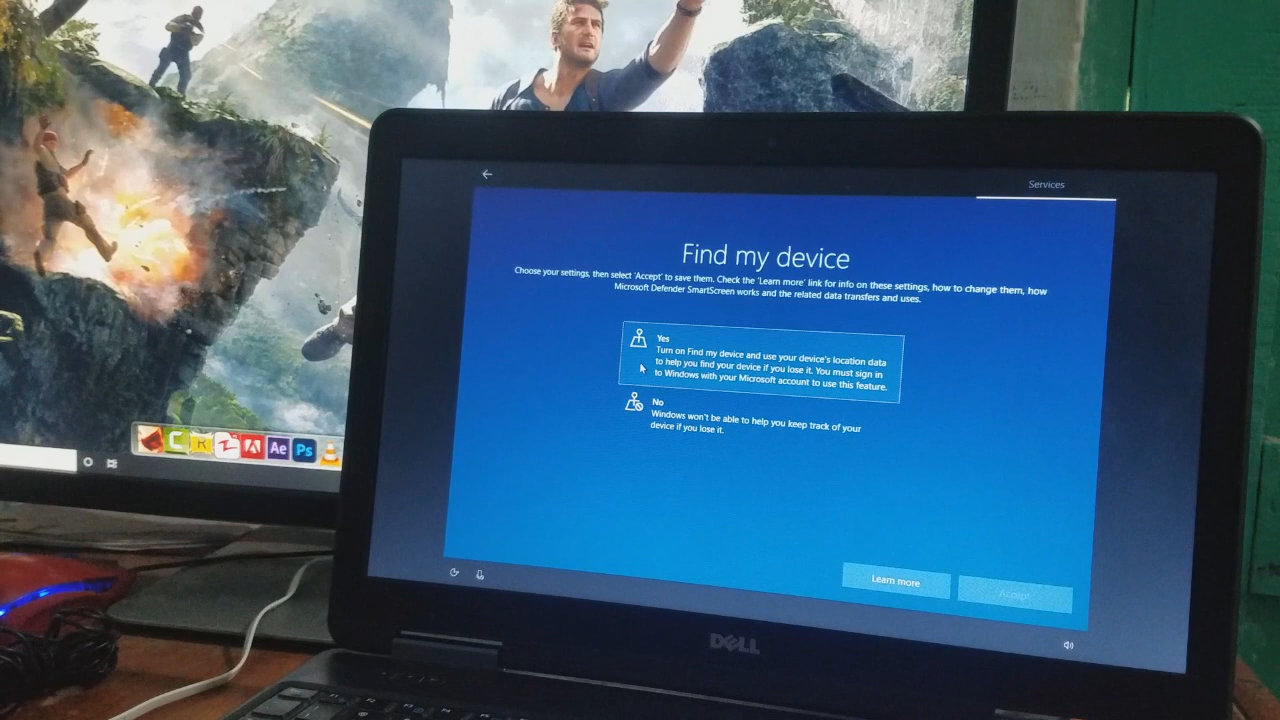 Services
Find my device
Choose your settings, then select 'Accept' to save them. Check the 'Learn more' link for info on these settings, how to change them, how
Microsoft Defender SmartScreen works and the related data transfers and uses.
Yes
Turn on Find my device and use your device's location data
to help you find your device if you lose it. You must sign in
to Windows with your Microsoft account to use this feature.
No
Windows won't be able to help you keep track of your
device if you lose it.
Learn more
Accept
DELL
C
R
Ae
Ps